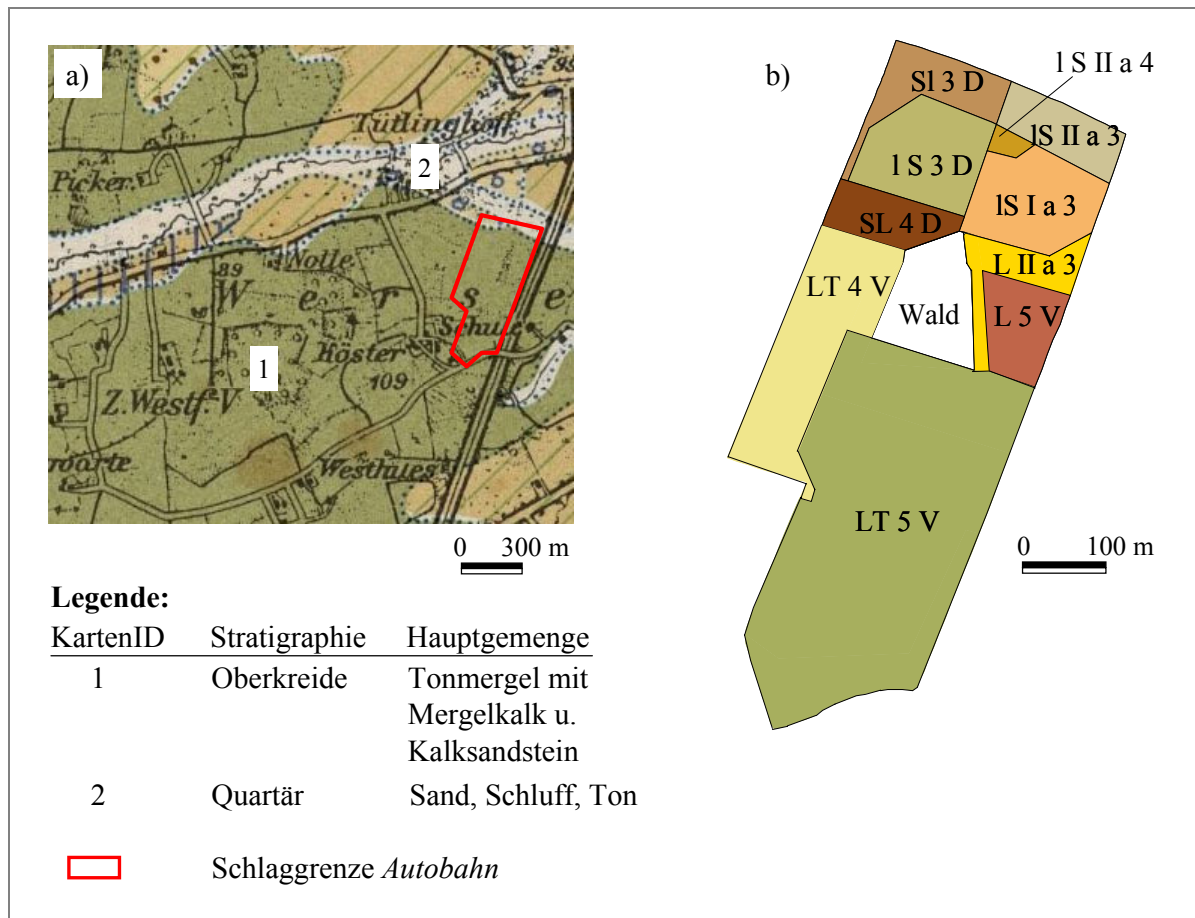 a)
Tütinghoff
2
Picker
Nolle
89
W e r s e
Schule
Höster
1
109
Z. Westf. V
Westhues
0 300 m
b)
l S II a 4
Sl 3 D
lS II a 3
l S 3 D
lS I a 3
SL 4 D
L II a 3
LT 4 V
Wald
L 5 V
LT 5 V
0 100 m
Legende:
KartenID Stratigraphie Hauptgemenge
1 Oberkreide Tonmergel mit
Mergelkalk u.
Kalksandstein
2 Quartär Sand, Schluff, Ton
Schlaggrenze Autobahn